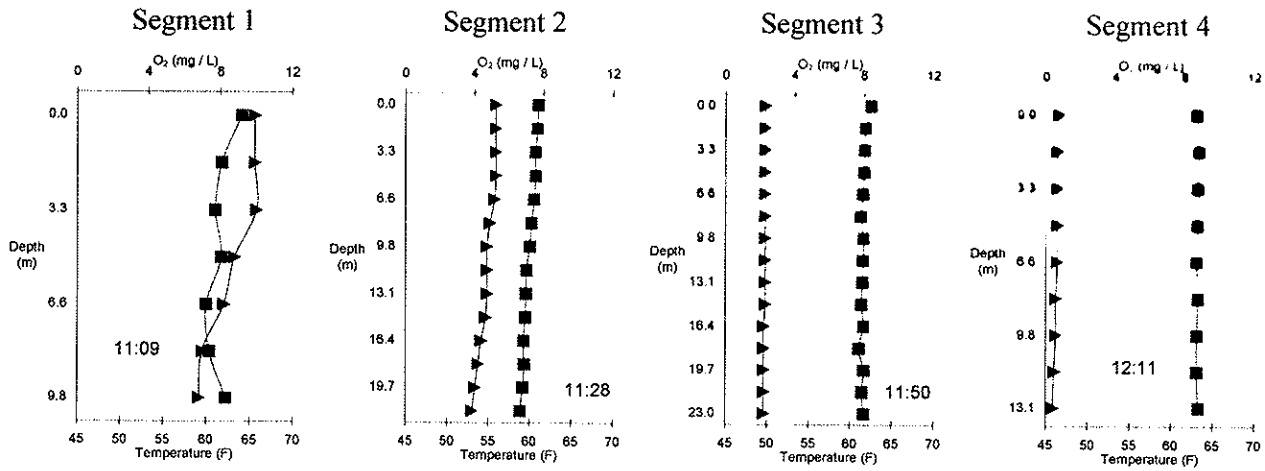 Segment 1
O₂ (mg / L)
0 4 8 12
0.0
3.3
Depth
(m)
6.6
11:09
9.8
45 50 55 60 65 70
Temperature (F)
Segment 2
O₂ (mg / L)
0 4 8 12
0.0
3.3
6.6
Depth
(m)
9.8
13.1
16.4
19.7
11:28
45 50 55 60 65 70
Temperature (F)
Segment 3
O₂ (mg / L)
0 4 8 12
0 0
3.3
6.6
Depth
(m)
9.8
13.1
16.4
19.7
11:50
23.0
45 50 55 60 65 70
Temperature (F)
Segment 4
(mg / L)
0 4 12
3.3
Depth
(m)
6.6
9.8
12:11
13.1
45 50 55 60 65 70
Temperature (F)